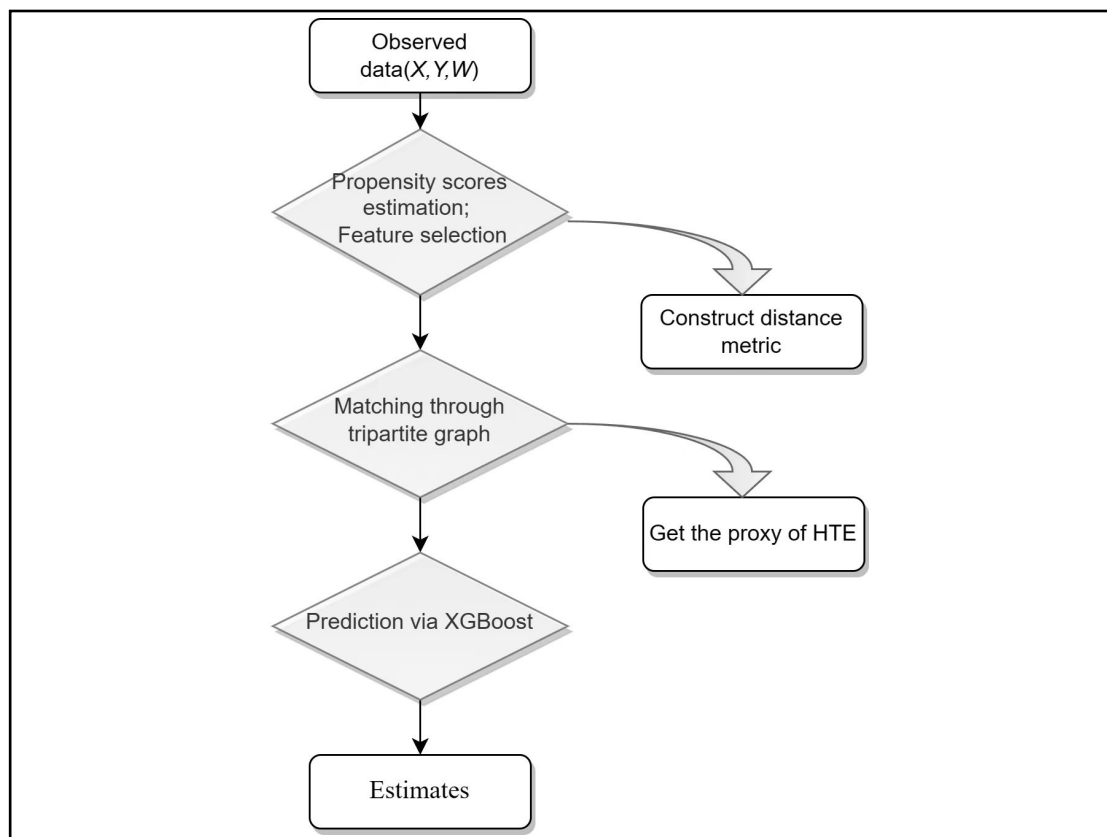 Observed
data(X,Y,W)
Propensity scores
estimation;
Feature selection
Construct distance
metric
Matching through
tripartite graph
Get the proxy of HTE
Prediction via XGBoost
Estimates